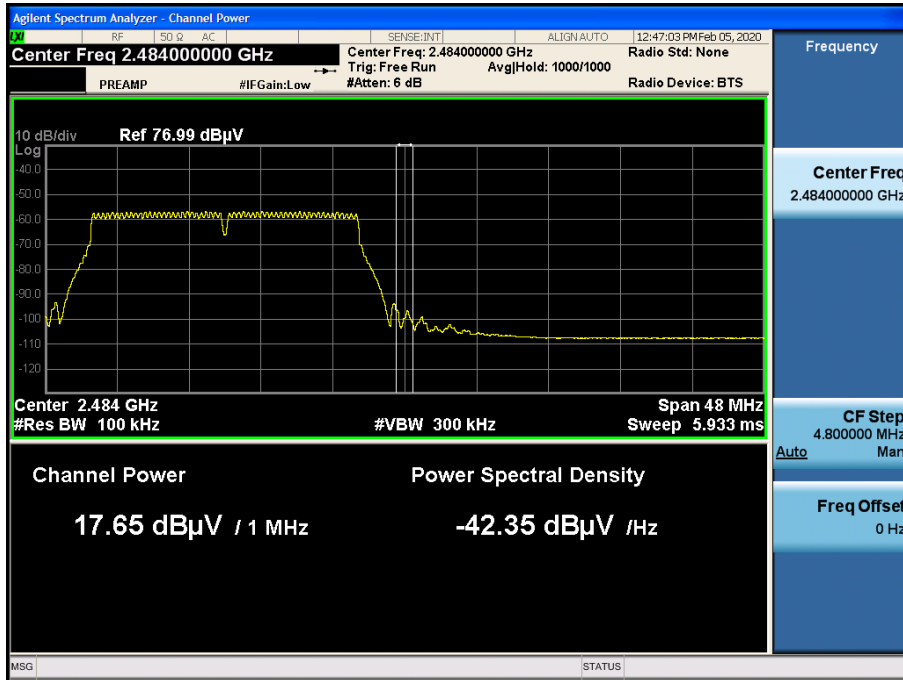 Agilent Spectrum Analyzer - Channel Power
LXI RF 50 Ω AC SENSE:INT ALIGN AUTO 12:47:03 PM Feb 05, 2020
Center Freq 2.484000000 GHz
Center Freq: 2.484000000 GHz Radio Std: None
Trig: Free Run Avg|Hold: 1000/1000
PREAMP #IFGain:Low #Atten: 6 dB Radio Device: BTS
10 dB/div Ref 76.99 dBµV
Log
-40.0
-50.0
-60.0
-70.0
-80.0
-90.0
-100
-110
-120
Center 2.484 GHz Span 48 MHz
#Res BW 100 kHz #VBW 300 kHz Sweep 5.933 ms
Channel Power Power Spectral Density
17.65 dBµV / 1 MHz -42.35 dBµV /Hz
Frequency
Center Freq
2.484000000 GHz
CF Step
4.800000 MHz
Auto Man
Freq Offset
0 Hz
MSG STATUS